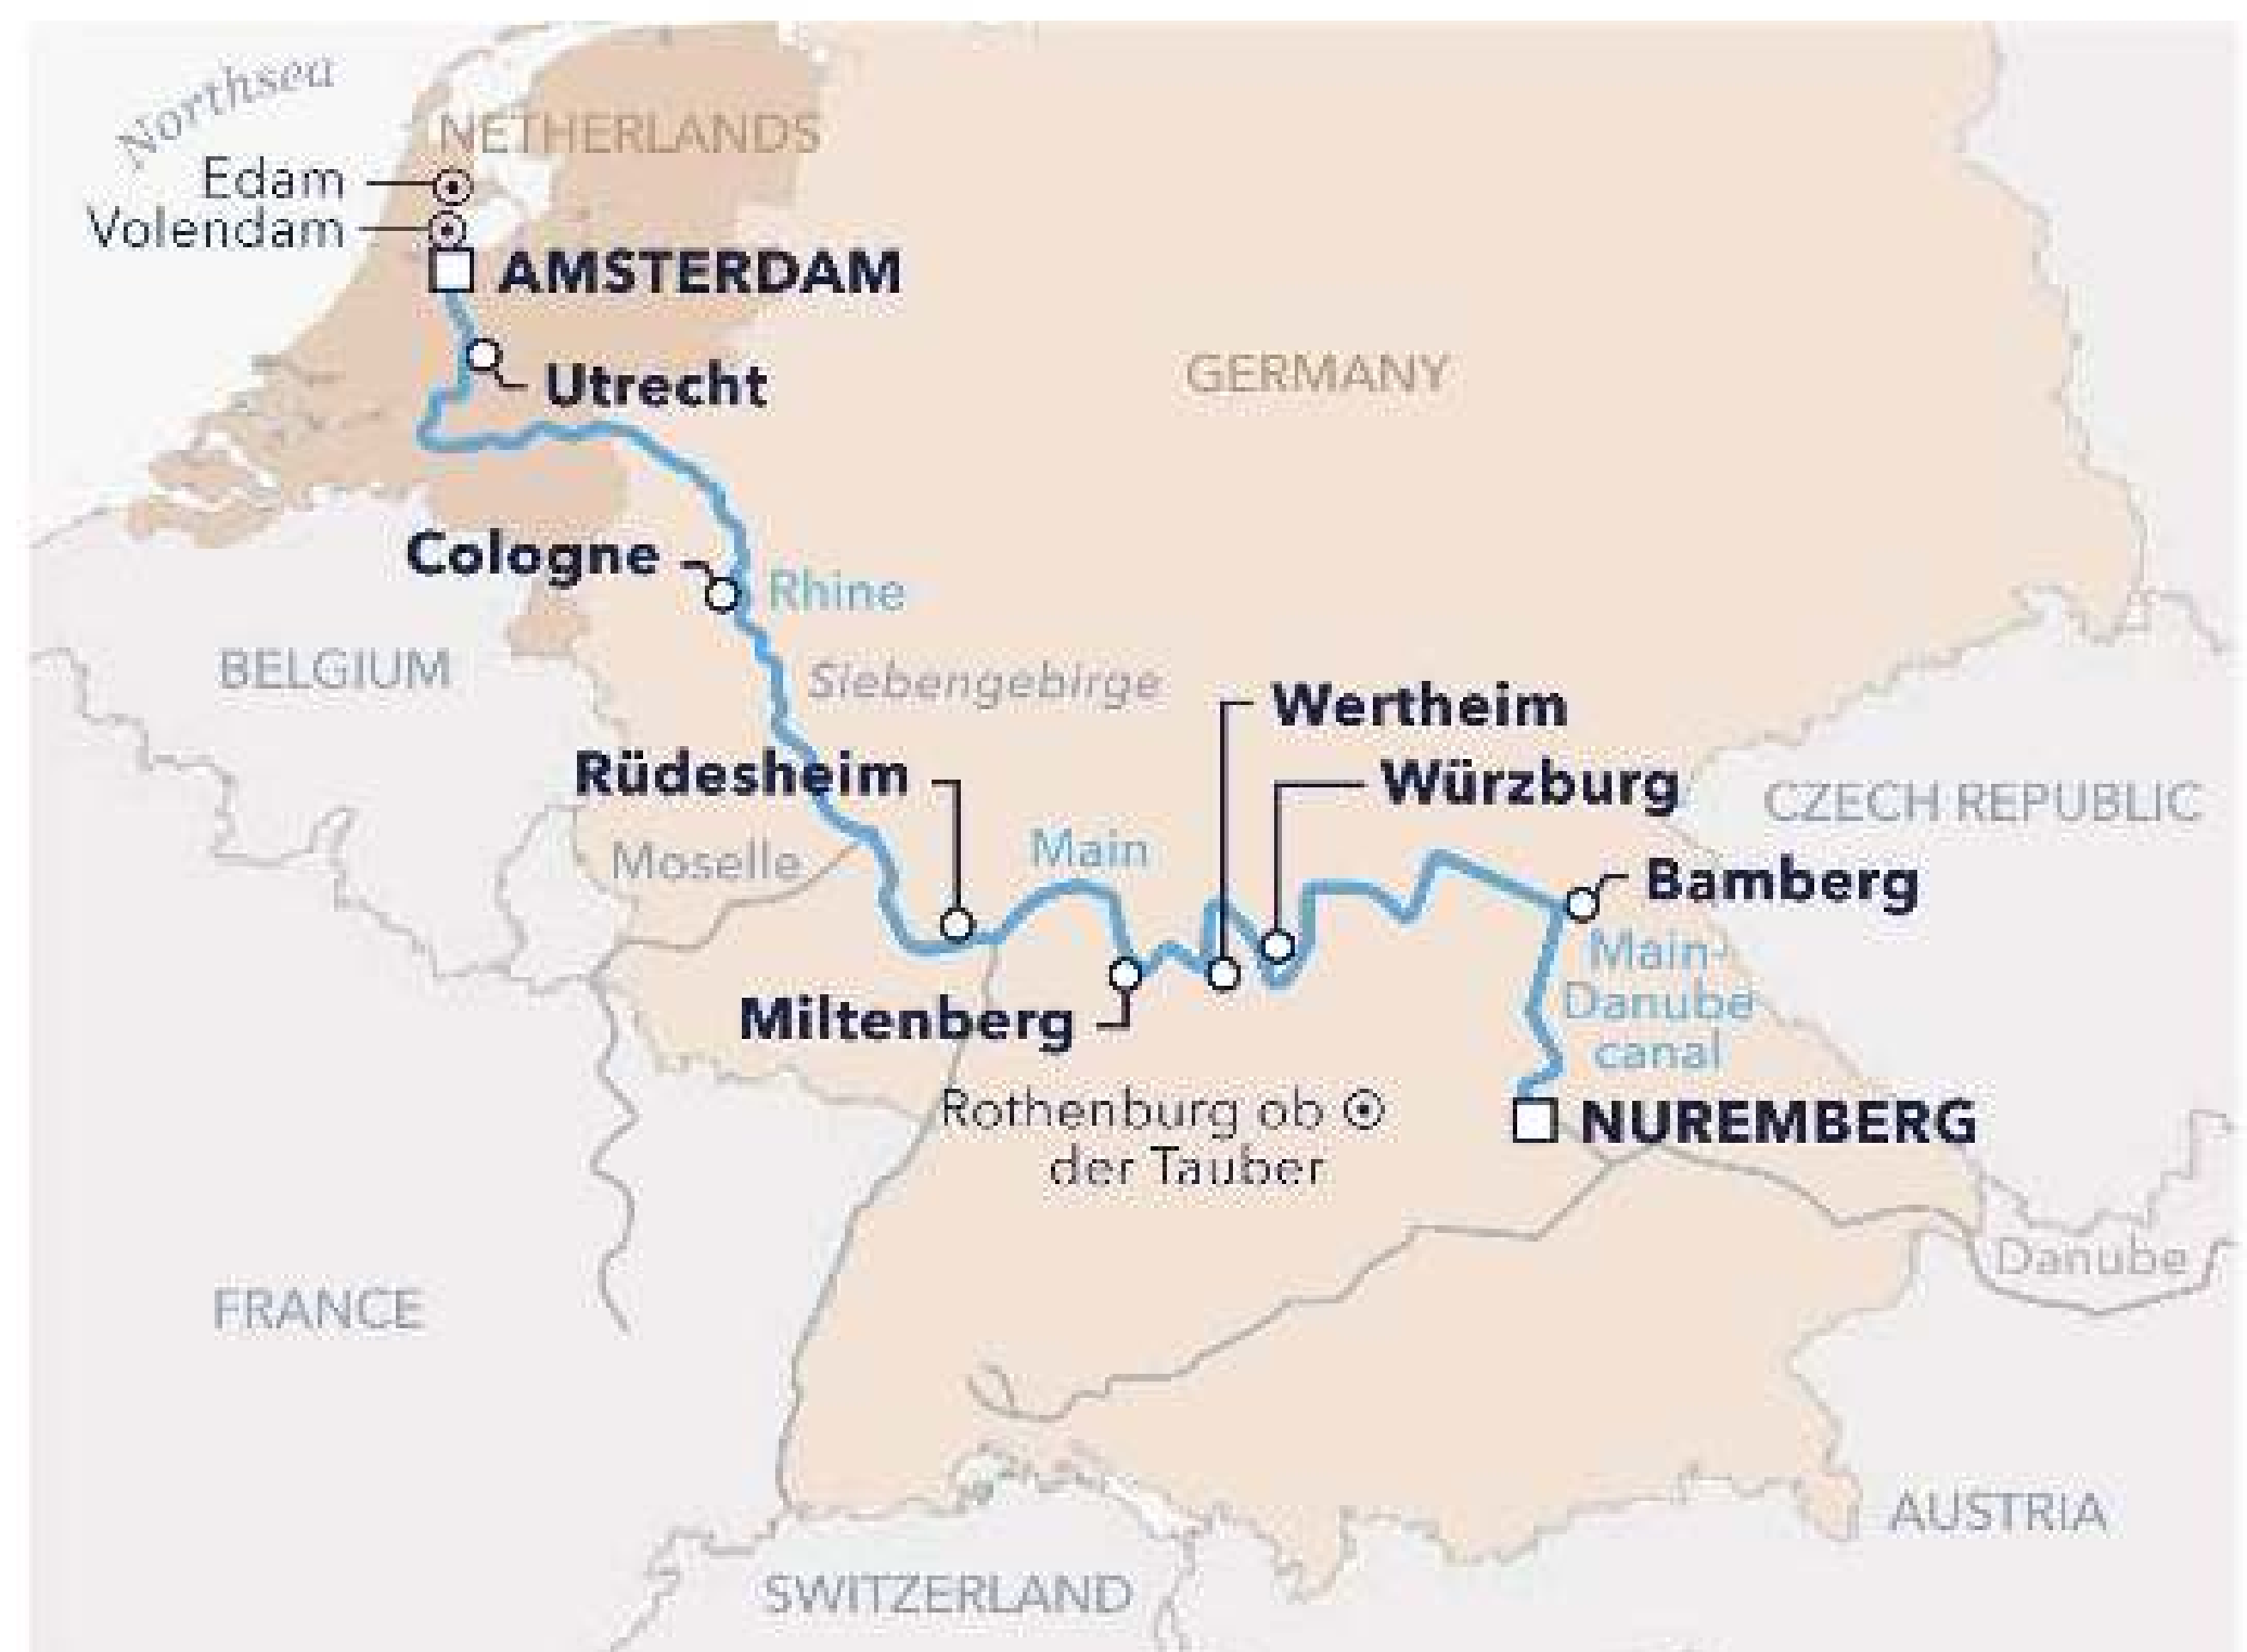 Northsea
NETHERLANDS
Edam
Volendam
AMSTERDAM
Utrecht
GERMANY
Cologne
Rhine
BELGIUM
Siebengebirge
Wertheim
Rüdesheim
Würzburg
CZECH REPUBLIC
Moselle
Main
Bamberg
Main-
Danube
canal
Miltenberg
Rothenburg ob
der Tauber
NUREMBERG
Danube
FRANCE
AUSTRIA
SWITZERLAND